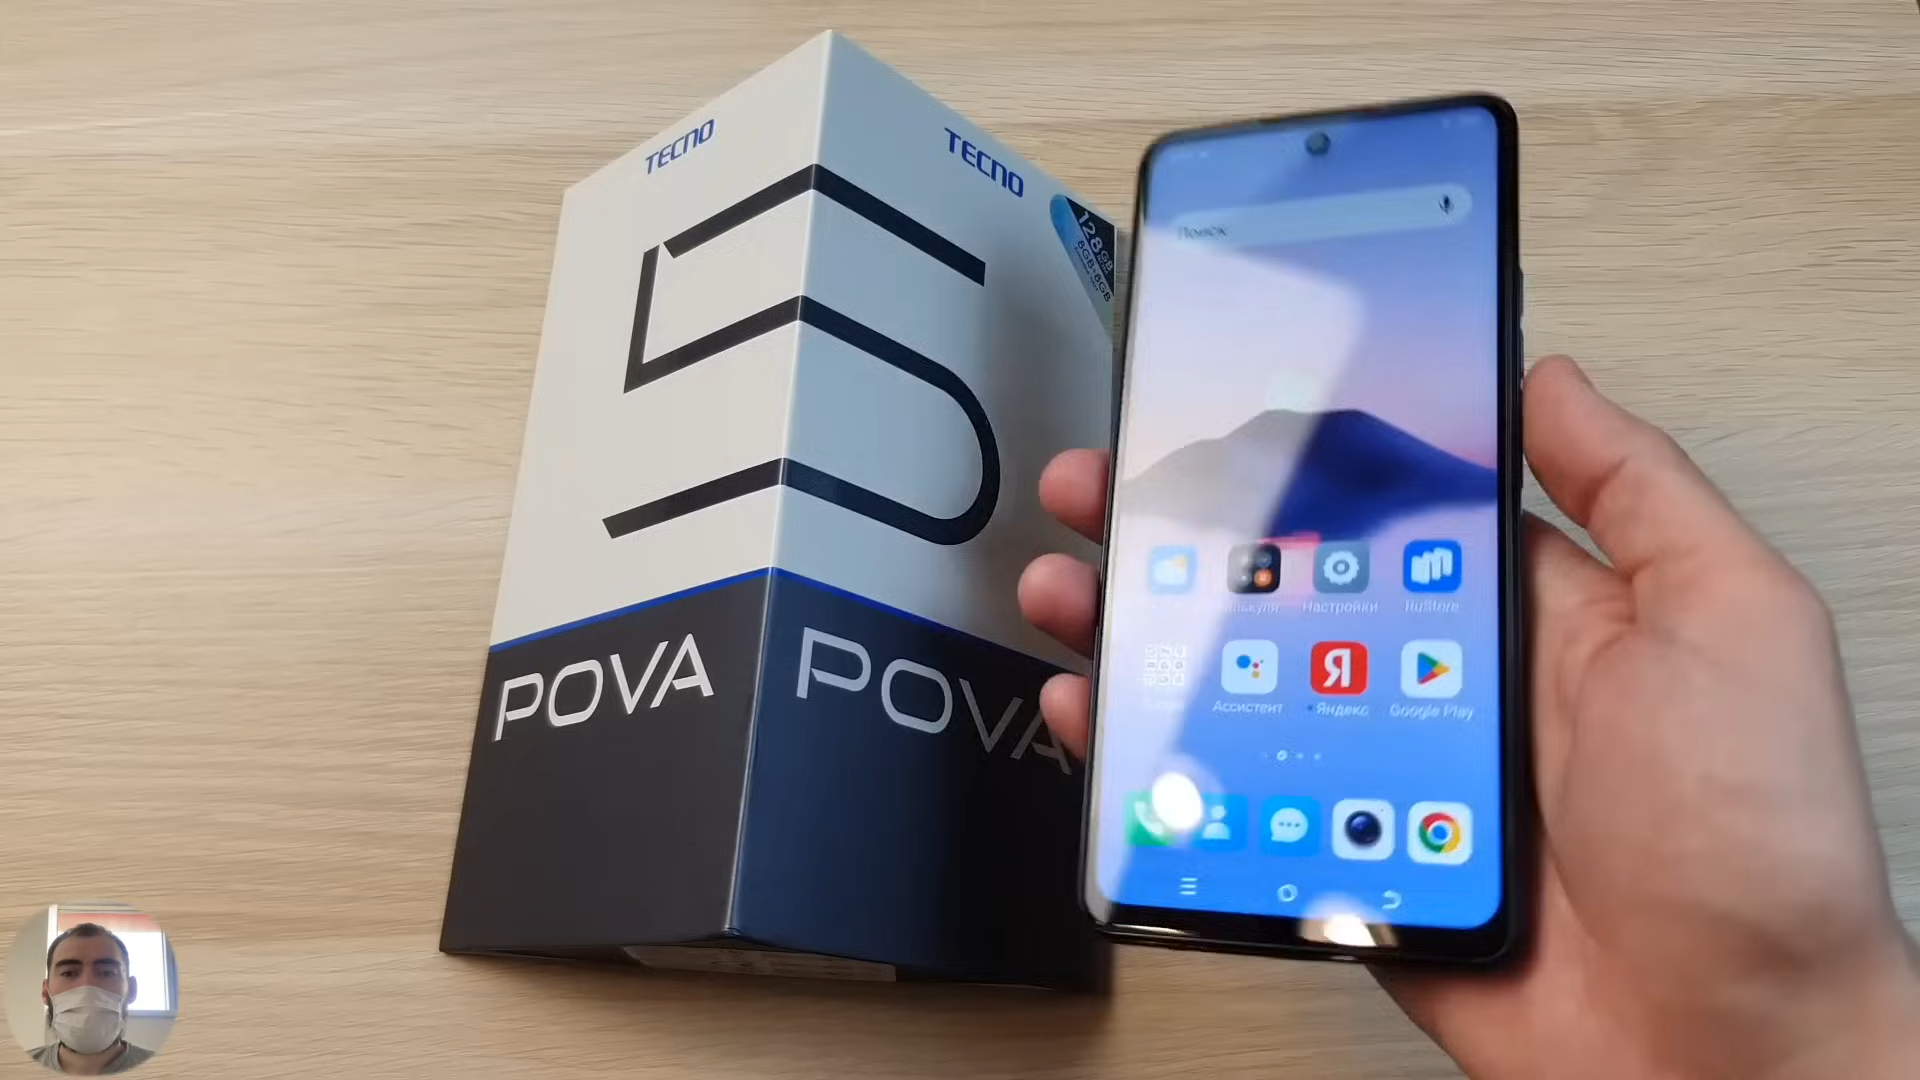 TECNO
TECNO
128GB
8GB+8GB
5
POVA
POVA
Поиск
Настройки
RuStore
Ассистент
Яндекс
Google Play